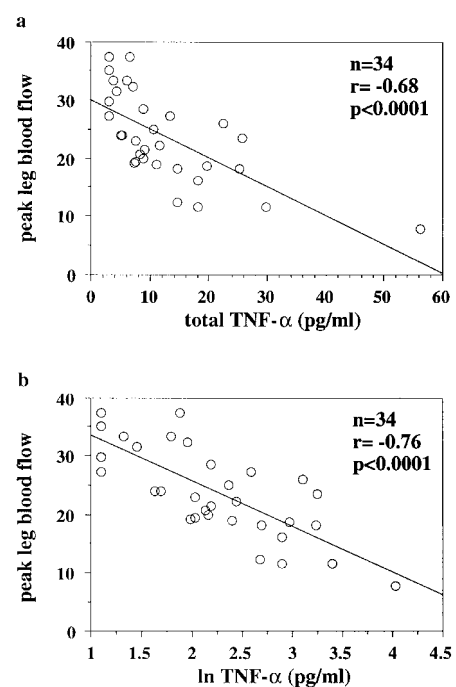 a
40
30
20
10
0
peak leg blood flow
n=34
r= -0.68
p<0.0001
0 10 20 30 40 50 60
total TNF-α (pg/ml)
b
40
30
20
10
0
peak leg blood flow
n=34
r= -0.76
p<0.0001
1 1.5 2 2.5 3 3.5 4 4.5
ln TNF-α (pg/ml)